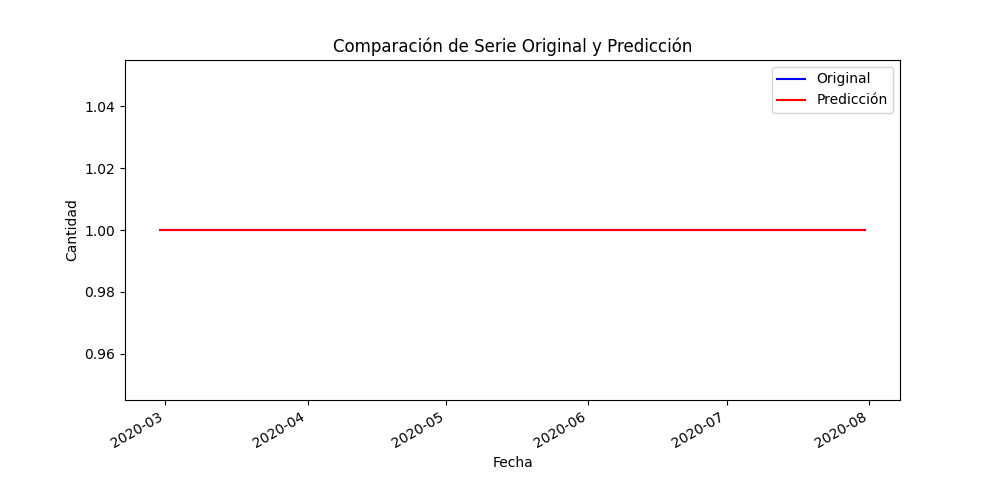 Comparación de Serie Original y Predicción
Original
Predicción
1.04
1.02
1.00
0.98
0.96
Cantidad
2020-03
2020-04
2020-05
2020-06
2020-07
2020-08
Fecha